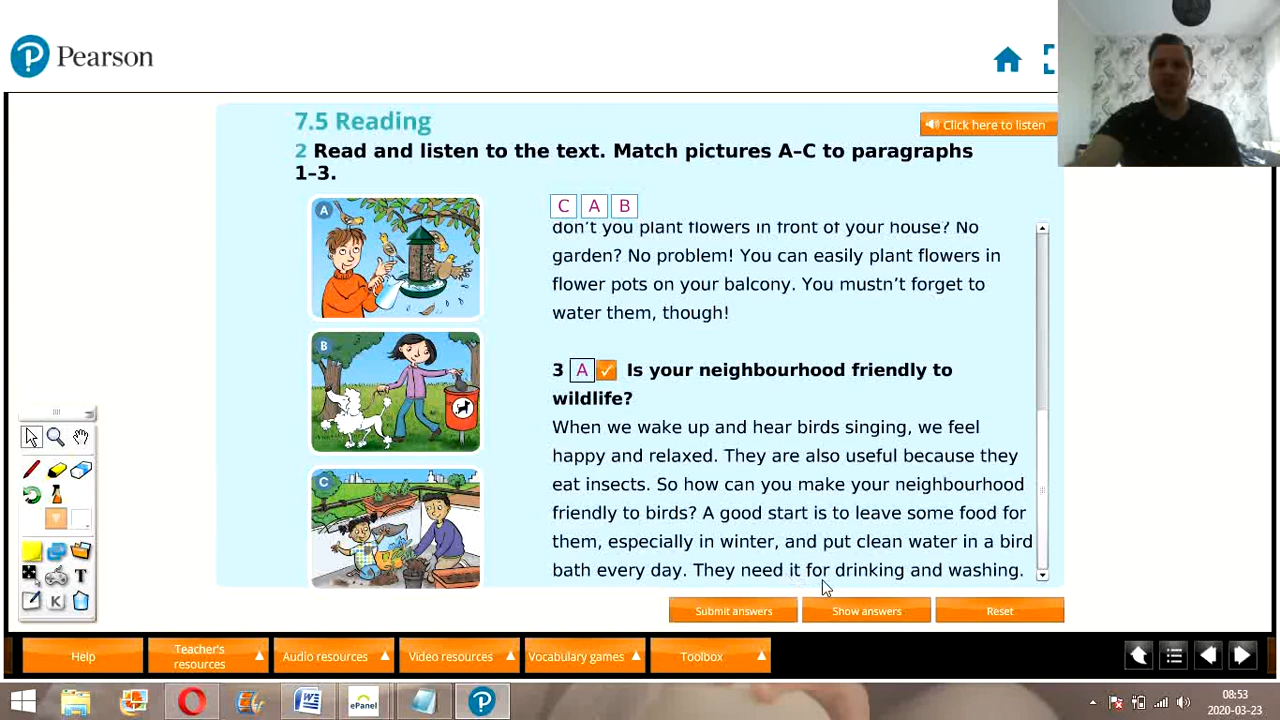 Pearson
7.5 Reading
Click here to listen
2 Read and listen to the text. Match pictures A–C to paragraphs
1–3.
A
B
C
C A B
don't you plant flowers in front of your house? No
garden? No problem! You can easily plant flowers in
flower pots on your balcony. You mustn't forget to
water them, though!
3 A Is your neighbourhood friendly to
wildlife?
When we wake up and hear birds singing, we feel
happy and relaxed. They are also useful because they
eat insects. So how can you make your neighbourhood
friendly to birds? A good start is to leave some food for
them, especially in winter, and put clean water in a bird
bath every day. They need it for drinking and washing.
Submit answers
Show answers
Reset
Help
Teacher's
resources
Audio resources
Video resources
Vocabulary games
Toolbox
T
K
ePanel
08:53
2020-03-23